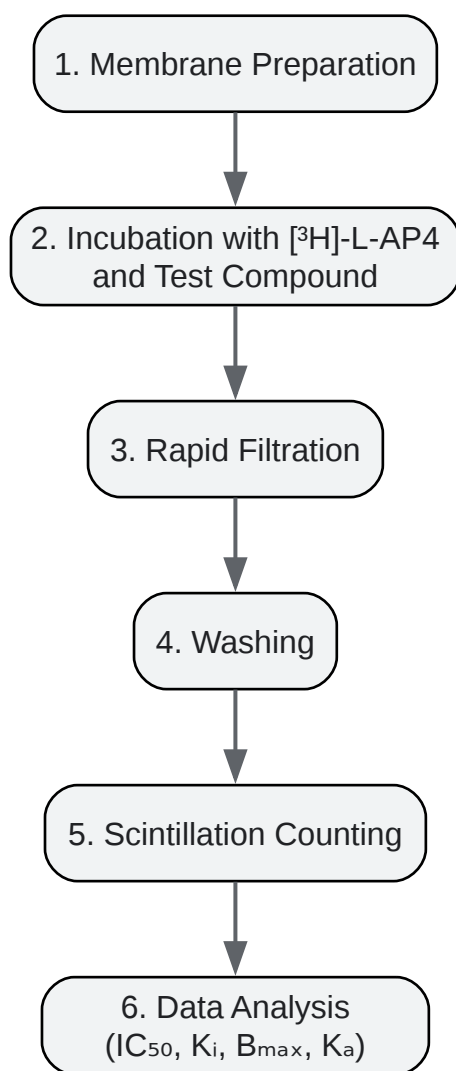 1. Membrane Preparation
2. Incubation with [³H]-L-AP4
and Test Compound
3. Rapid Filtration
4. Washing
5. Scintillation Counting
6. Data Analysis
(IC₅₀, Kᵢ, Bₘₐₓ, Kₐ)